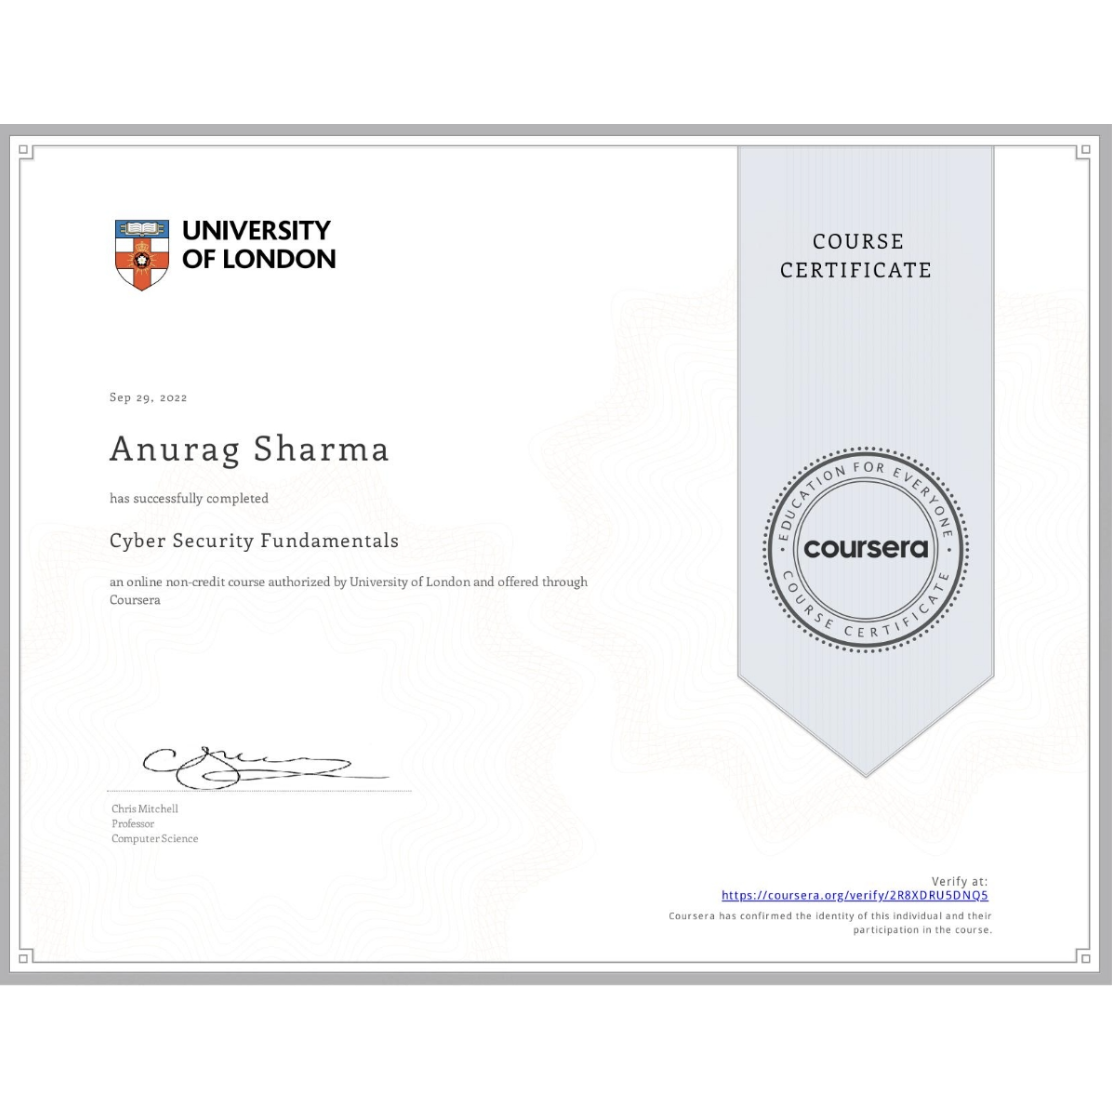 UNIVERSITY
OF LONDON
COURSE
CERTIFICATE
Sep 29, 2022
Anurag Sharma
has successfully completed
Cyber Security Fundamentals
an online non-credit course authorized by University of London and offered through
Coursera
EDUCATION FOR EVERYONE
coursera
COURSE CERTIFICATE
Chris Mitchell
Professor
Computer Science
Verify at:
https://coursera.org/verify/2R8XDRU5DNQ5
Coursera has confirmed the identity of this individual and their
participation in the course.